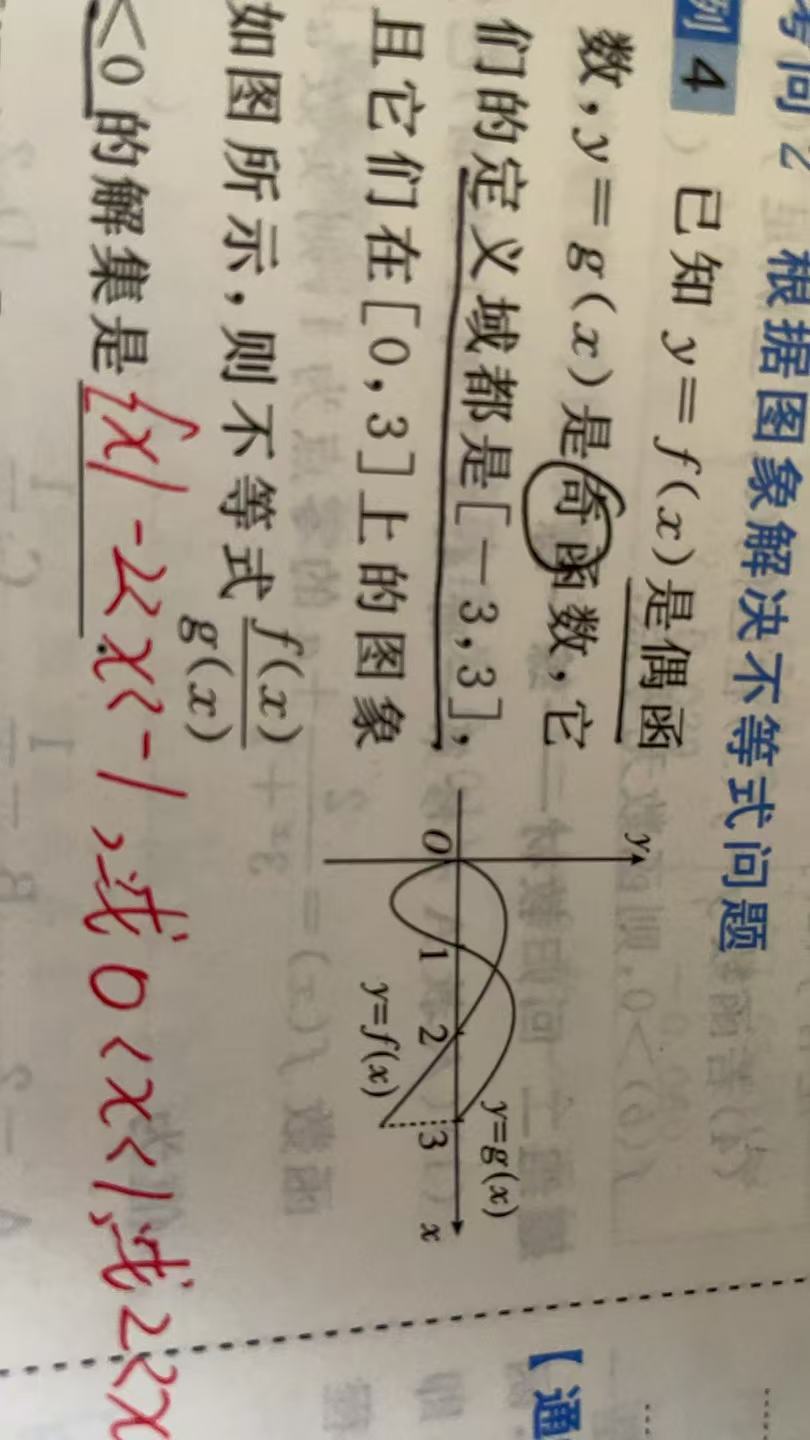 考向2 根据图象解决不等式问题
例4 已知 y=f(x)是偶函
数,y=g(x)是奇函数,它
们的定义域都是[-3,3],
且它们在[0,3]上的图象
如图所示,则不等式f(x)/g(x)
<0的解集是{x|-2<x<-1,或0<x<1,或2<x
y
y=g(x)
O 1 2 3 x
y=f(x)
【通